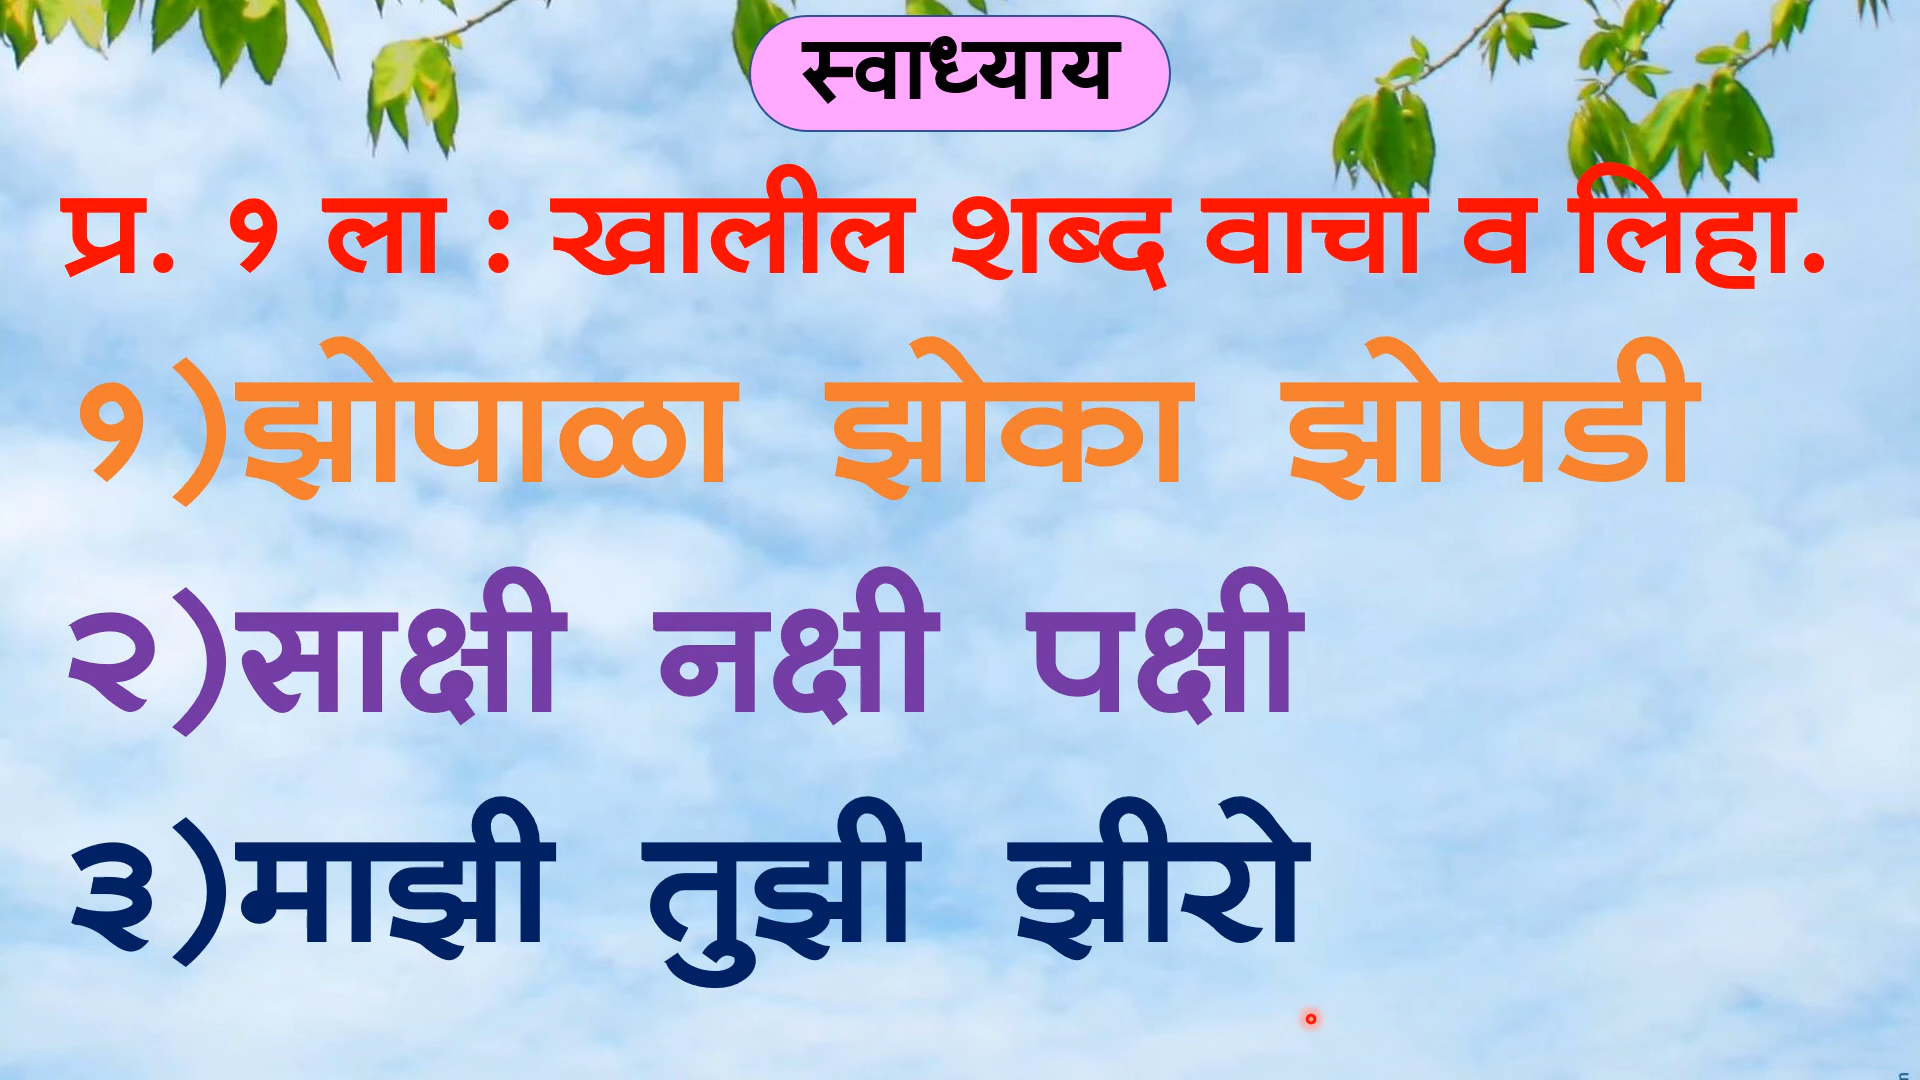 स्वाध्याय
प्र. १ ला : खालील शब्द वाचा व लिहा.
१)झोपाळा झोका झोपडी
२)साक्षी नक्षी पक्षी
३)माझी तुझी झीरो